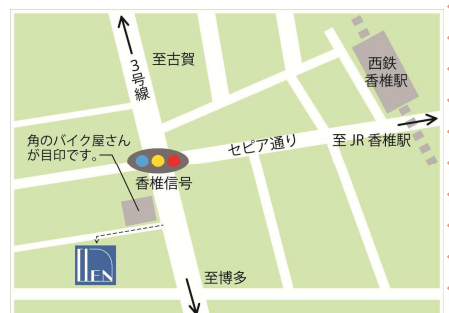 至古賀
3号線
西鉄
香椎駅
セピア通り
至 JR 香椎駅
角のバイク屋さん
が目印です。
香椎信号
至博多
DEN